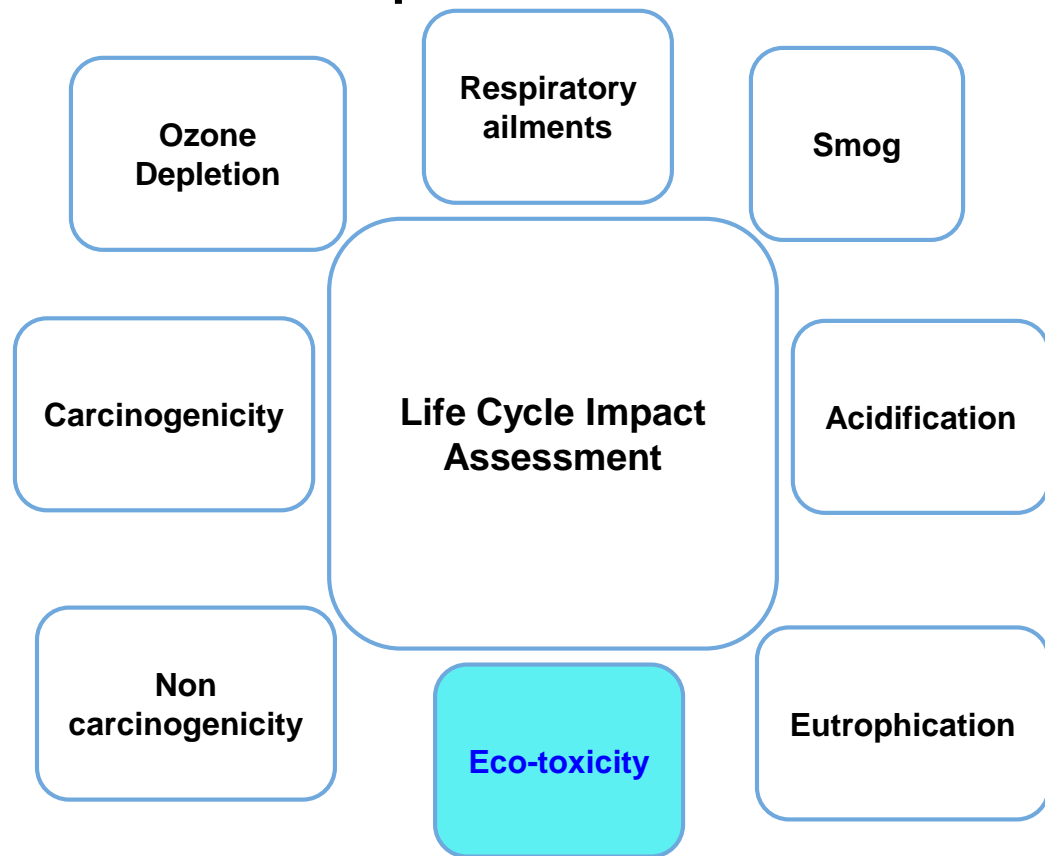 Respiratory
ailments
Ozone
Depletion
Smog
Carcinogenicity
Life Cycle Impact
Assessment
Acidification
Non
carcinogenicity
Eco-toxicity
Eutrophication